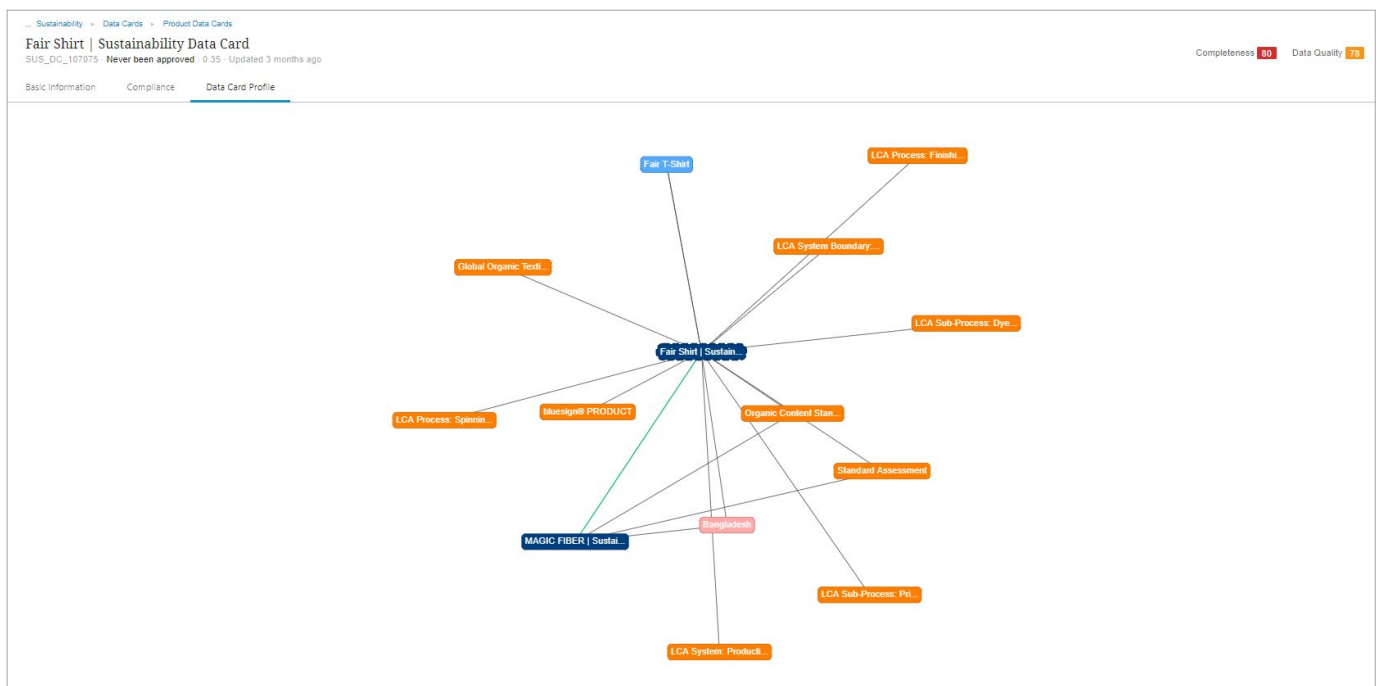 ... Sustainability ▸ Data Cards ▸ Product Data Cards
Fair Shirt | Sustainability Data Card
SUS_DC_107075 · Never been approved · 0.35 · Updated 3 months ago
Completeness 80 Data Quality 78
Basic Information Compliance Data Card Profile
LCA Process: Finishi...
Fair T-Shirt
LCA System Boundary:...
Global Organic Texti...
LCA Sub-Process: Dye...
Fair Shirt | Sustain...
bluesign® PRODUCT
Organic Content Stan...
LCA Process: Spinnin...
Standard Assessment
Bangladesh
MAGIC FIBER | Sustai...
LCA Sub-Process: Pri...
LCA System: Producti...